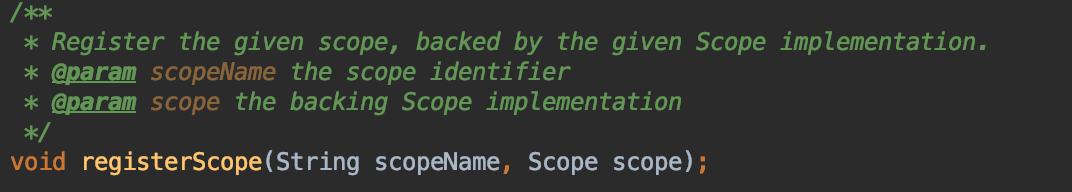 /**
* Register the given scope, backed by the given Scope implementation.
* @param scopeName the scope identifier
* @param scope the backing Scope implementation
*/
void registerScope(String scopeName, Scope scope);